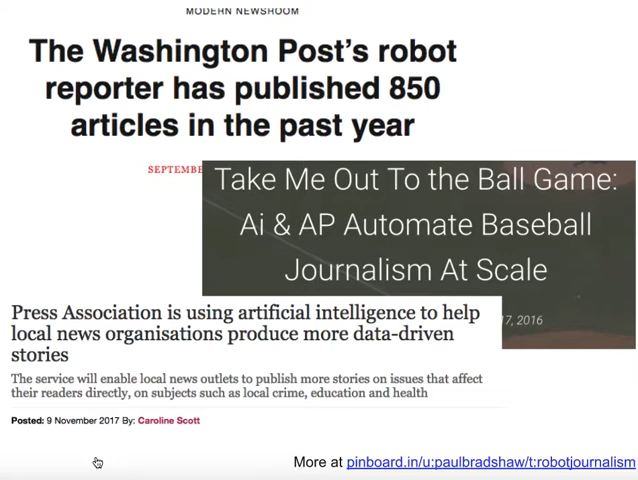 MODERN NEWSROOM
The Washington Post's robot
reporter has published 850
articles in the past year
SEPTEMBE
Take Me Out To the Ball Game:
Ai & AP Automate Baseball
Journalism At Scale
17, 2016
Press Association is using artificial intelligence to help
local news organisations produce more data-driven
stories
The service will enable local news outlets to publish more stories on issues that affect
their readers directly, on subjects such as local crime, education and health
Posted: 9 November 2017 By: Caroline Scott
More at pinboard.in/u:paulbradshaw/t:robotjournalism